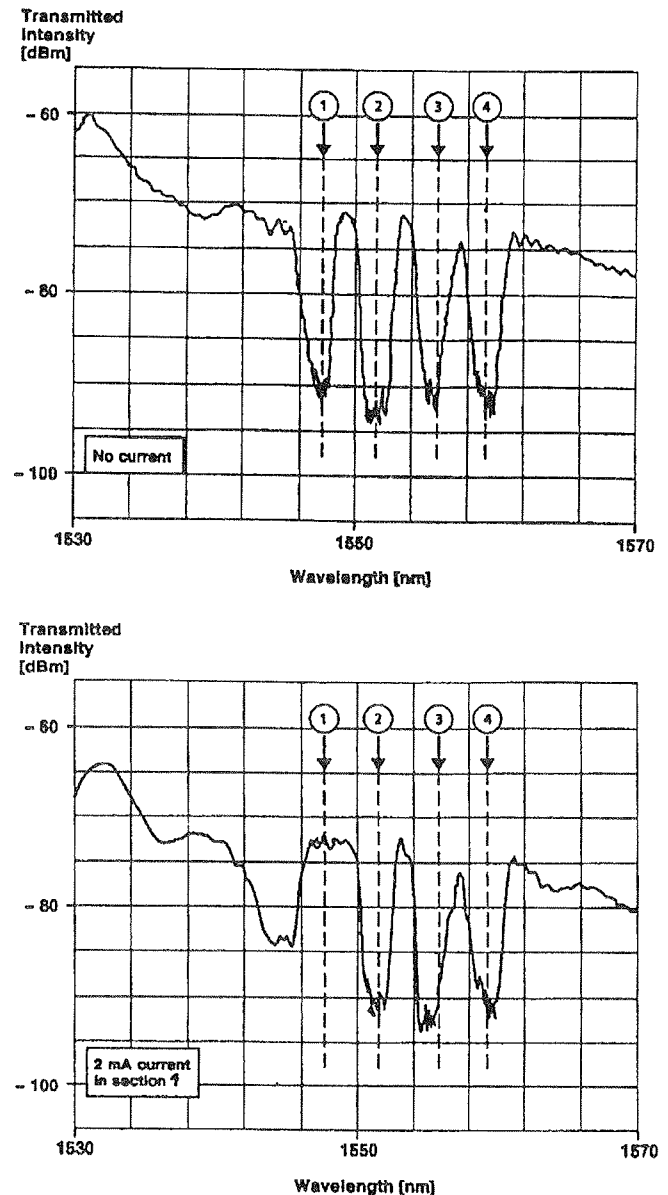 Transmitted
Intensity
[dBm]
1 2 3 4
- 60
- 80
- 100
No current
1530 1550 1570
Wavelength [nm]
Transmitted
Intensity
[dBm]
1 2 3 4
- 60
- 80
- 100
2 mA current
in section 1
1530 1550 1570
Wavelength [nm]